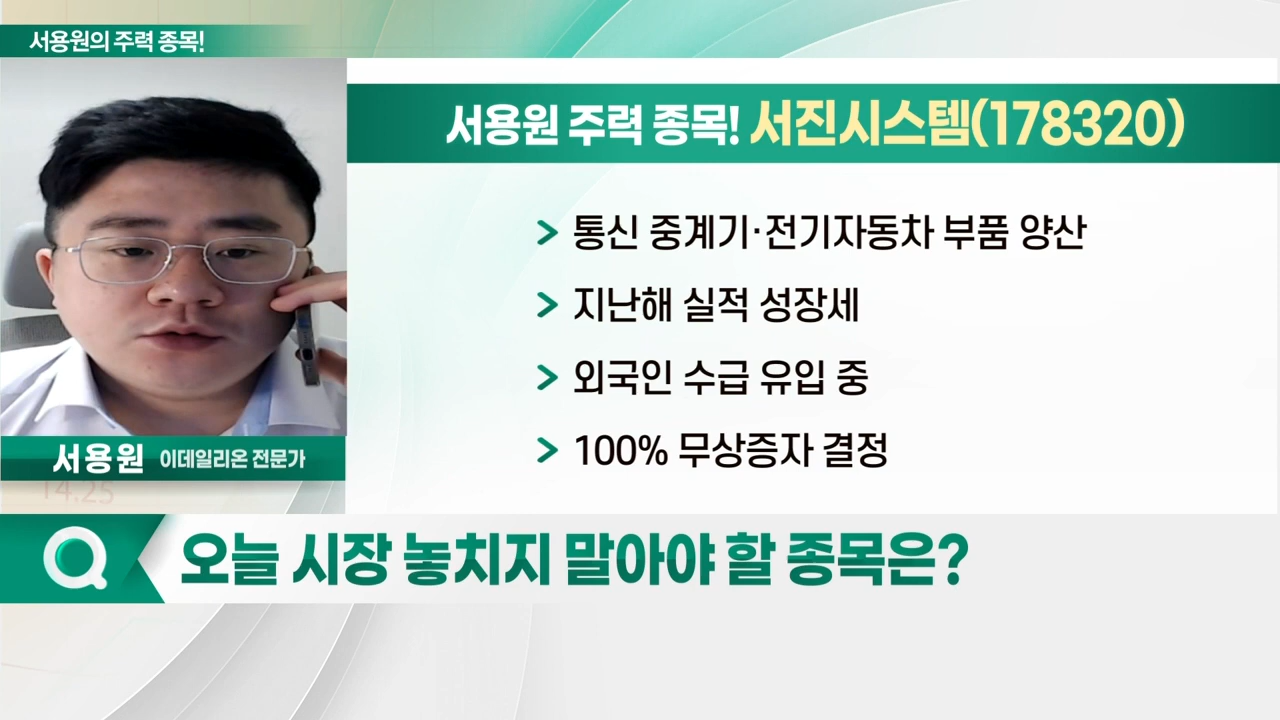 서용원의 주력 종목!
서용원 주력 종목! 서진시스템(178320)
> 통신 중계기·전기자동차 부품 양산
> 지난해 실적 성장세
> 외국인 수급 유입 중
> 100% 무상증자 결정
서용원 이데일리온 전문가
14.25
Q 오늘 시장 놓치지 말아야 할 종목은?